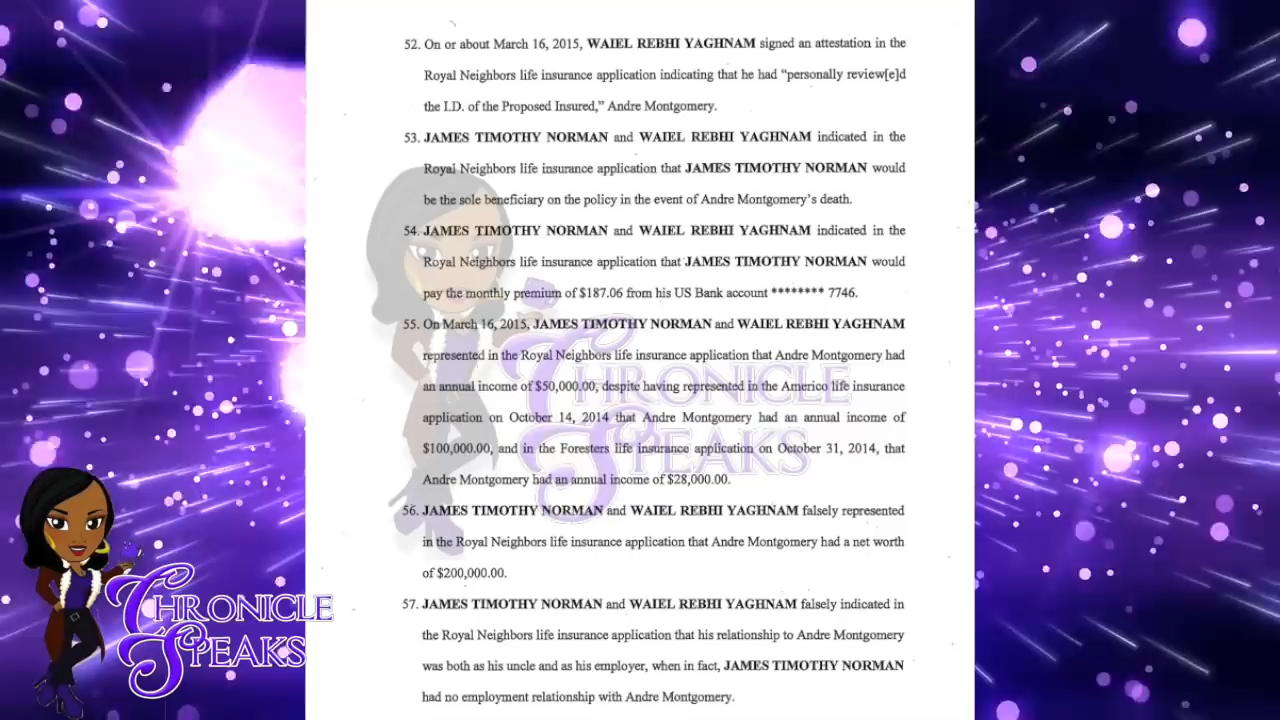 52. On or about March 16, 2015, WAIEL REBHI YAGHNAM signed an attestation in the
Royal Neighbors life insurance application indicating that he had “personally review[e]d
the I.D. of the Proposed Insured,” Andre Montgomery.
53. JAMES TIMOTHY NORMAN and WAIEL REBHI YAGHNAM indicated in the
Royal Neighbors life insurance application that JAMES TIMOTHY NORMAN would
be the sole beneficiary on the policy in the event of Andre Montgomery's death.
54. JAMES TIMOTHY NORMAN and WAIEL REBHI YAGHNAM indicated in the
Royal Neighbors life insurance application that JAMES TIMOTHY NORMAN would
pay the monthly premium of $187.06 from his US Bank account ******** 7746.
55. On March 16, 2015, JAMES TIMOTHY NORMAN and WAIEL REBHI YAGHNAM
represented in the Royal Neighbors life insurance application that Andre Montgomery had
an annual income of $50,000.00, despite having represented in the Americo life insurance
application on October 14, 2014 that Andre Montgomery had an annual income of
$100,000.00, and in the Foresters life insurance application on October 31, 2014, that
Andre Montgomery had an annual income of $28,000.00.
56. JAMES TIMOTHY NORMAN and WAIEL REBHI YAGHNAM falsely represented
in the Royal Neighbors life insurance application that Andre Montgomery had a net worth
of $200,000.00.
57. JAMES TIMOTHY NORMAN and WAIEL REBHI YAGHNAM falsely indicated in
the Royal Neighbors life insurance application that his relationship to Andre Montgomery
was both as his uncle and as his employer, when in fact, JAMES TIMOTHY NORMAN
had no employment relationship with Andre Montgomery.
CHRONICLE
SPEAKS
CHRONICLE
SPEAKS